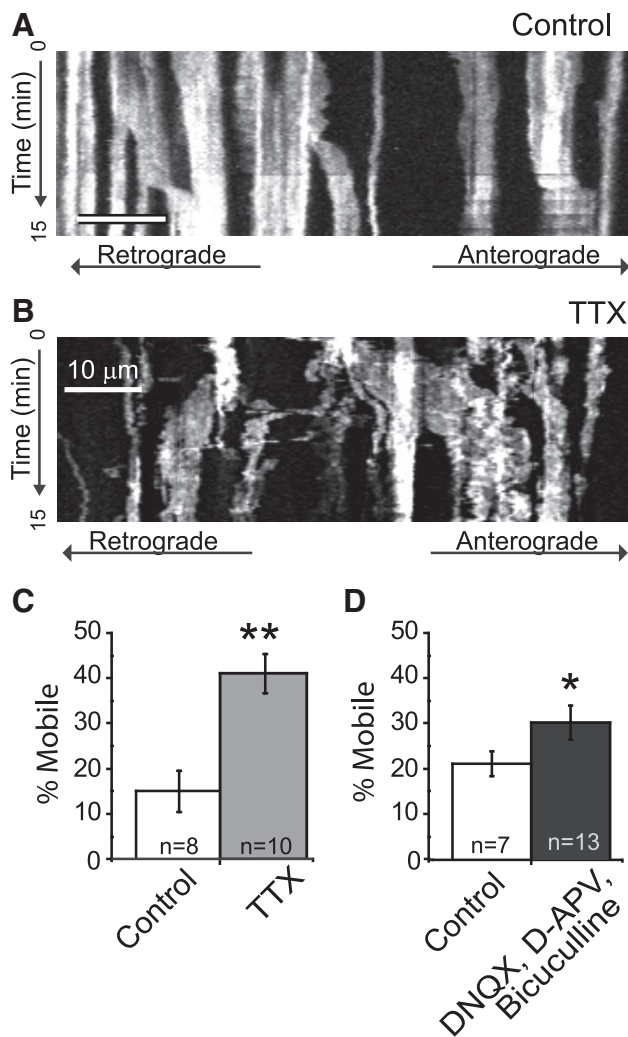 A
Control
Time (min)
0
15
Retrograde
Anterograde
B
TTX
Time (min)
0
15
10 μm
Retrograde
Anterograde
C
% Mobile
50
40
30
20
10
0
**
n=8
n=10
Control
TTX
D
% Mobile
50
40
30
20
10
0
*
n=7
n=13
Control
DNQX, D-APV,
Bicuculline